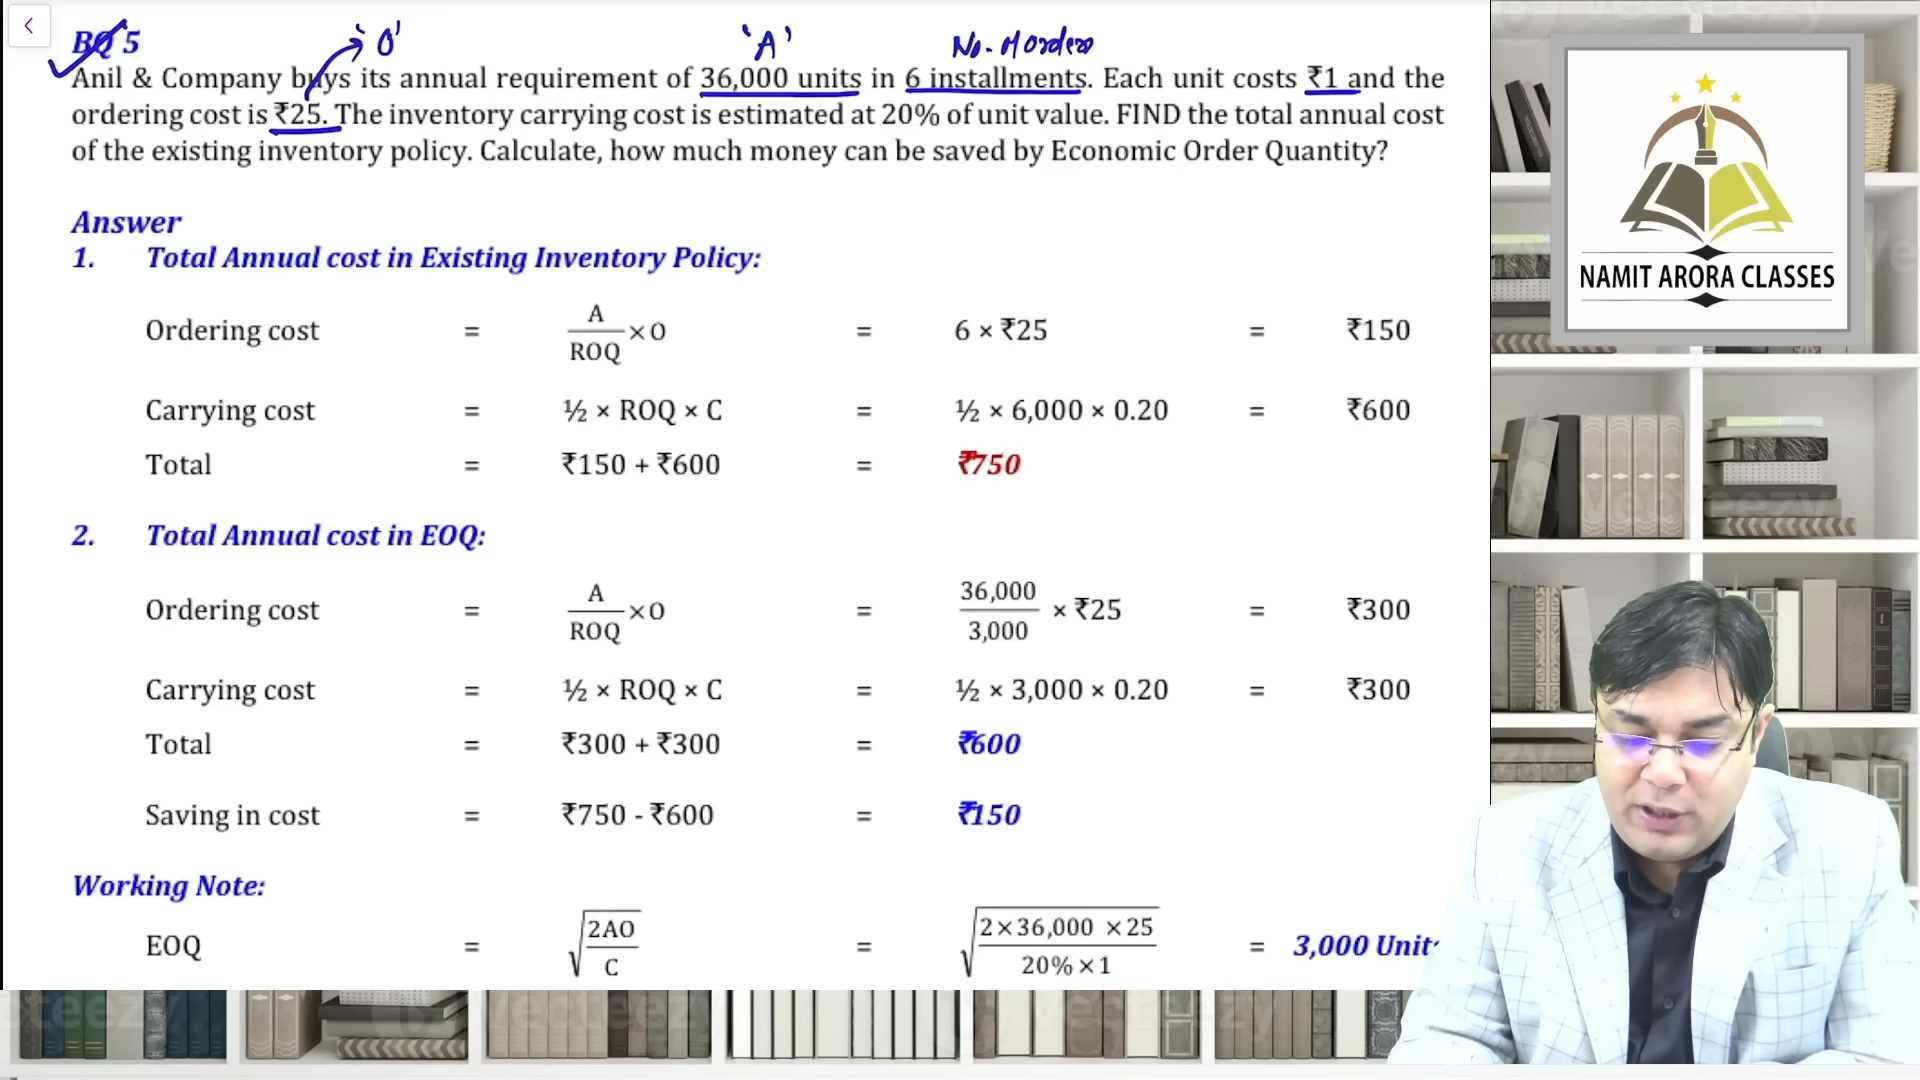 BQ 5
'O'
'A'
No. of orders
Anil & Company buys its annual requirement of 36,000 units in 6 installments. Each unit costs ₹1 and the
ordering cost is ₹25. The inventory carrying cost is estimated at 20% of unit value. FIND the total annual cost
of the existing inventory policy. Calculate, how much money can be saved by Economic Order Quantity?
Answer
1. Total Annual cost in Existing Inventory Policy:
Ordering cost = A/ROQ × O = 6 × ₹25 = ₹150
Carrying cost = ½ × ROQ × C = ½ × 6,000 × 0.20 = ₹600
Total = ₹150 + ₹600 = ₹750
2. Total Annual cost in EOQ:
Ordering cost = A/ROQ × O = 36,000/3,000 × ₹25 = ₹300
Carrying cost = ½ × ROQ × C = ½ × 3,000 × 0.20 = ₹300
Total = ₹300 + ₹300 = ₹600
Saving in cost = ₹750 - ₹600 = ₹150
Working Note:
EOQ = √2AO/C = √2×36,000 ×25/20% ×1 = 3,000 Unit
NAMIT ARORA CLASSES